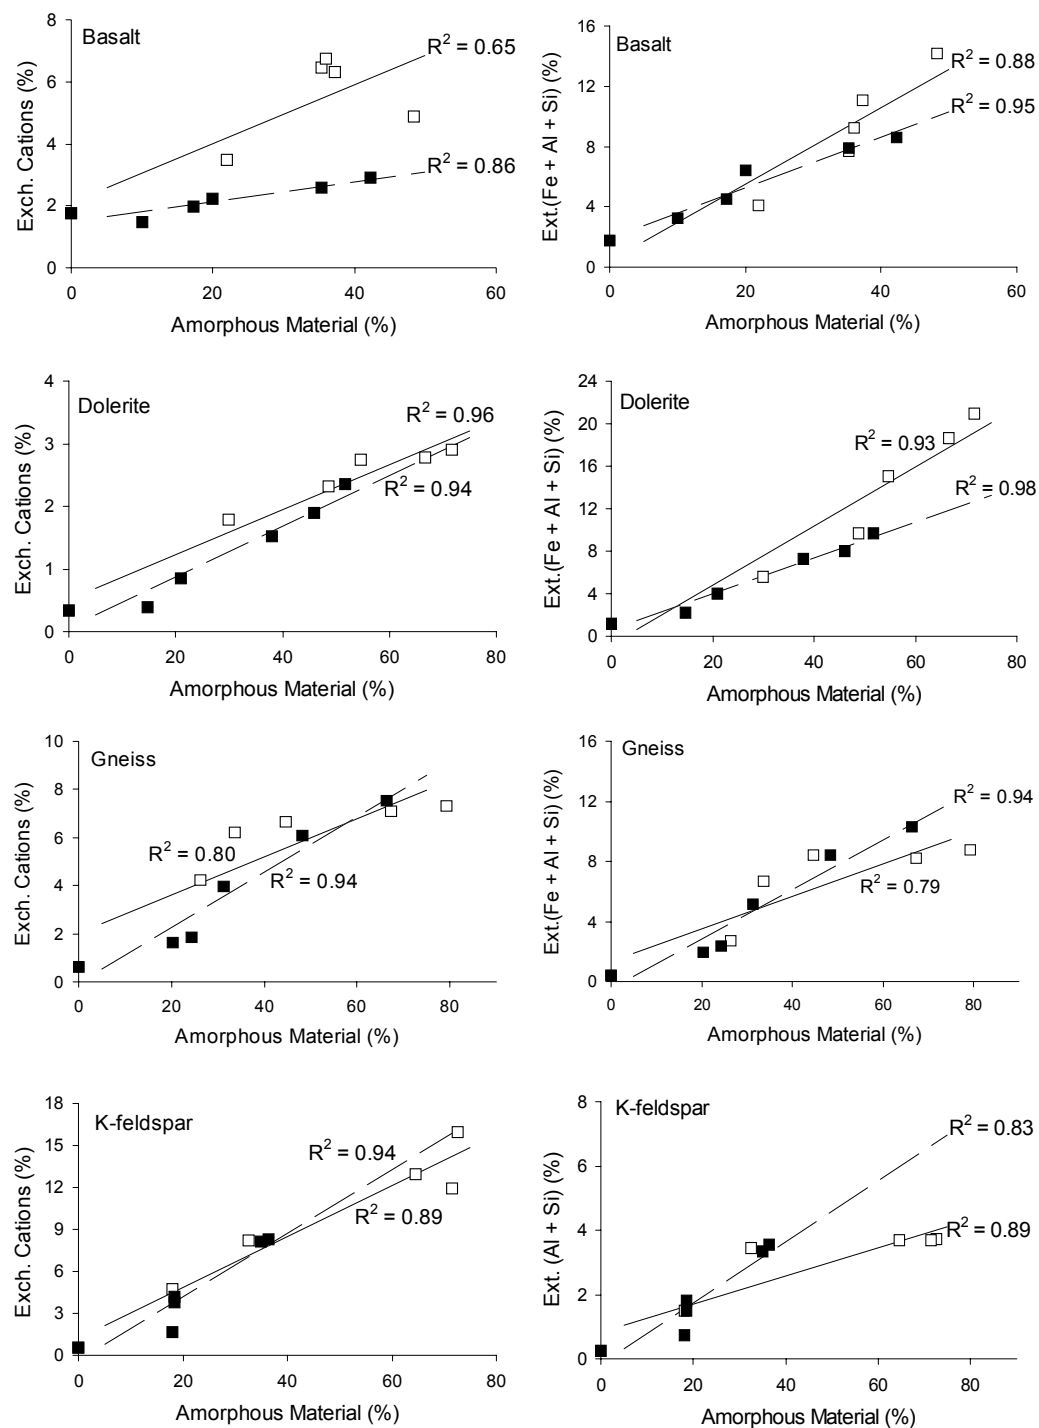 Basalt
Exch. Cations (%)
8
6
4
2
0
R² = 0.65
R² = 0.86
0 20 40 60
Amorphous Material (%)
Basalt
Ext.(Fe + Al + Si) (%)
16
12
8
4
0
R² = 0.88
R² = 0.95
0 20 40 60
Amorphous Material (%)
Dolerite
Exch. Cations (%)
4
3
2
1
0
R² = 0.96
R² = 0.94
0 20 40 60 80
Amorphous Material (%)
Dolerite
Ext.(Fe + Al + Si) (%)
24
20
16
12
8
4
0
R² = 0.93
R² = 0.98
0 20 40 60 80
Amorphous Material (%)
Gneiss
Exch. Cations (%)
10
8
6
4
2
0
R² = 0.80
R² = 0.94
0 20 40 60 80
Amorphous Material (%)
Gneiss
Ext.(Fe + Al + Si) (%)
16
12
8
4
0
R² = 0.94
R² = 0.79
0 20 40 60 80
Amorphous Material (%)
K-feldspar
Exch. Cations (%)
18
15
12
9
6
3
0
R² = 0.94
R² = 0.89
0 20 40 60 80
Amorphous Material (%)
K-feldspar
Ext. (Al + Si) (%)
8
6
4
2
0
R² = 0.83
R² = 0.89
0 20 40 60 80
Amorphous Material (%)